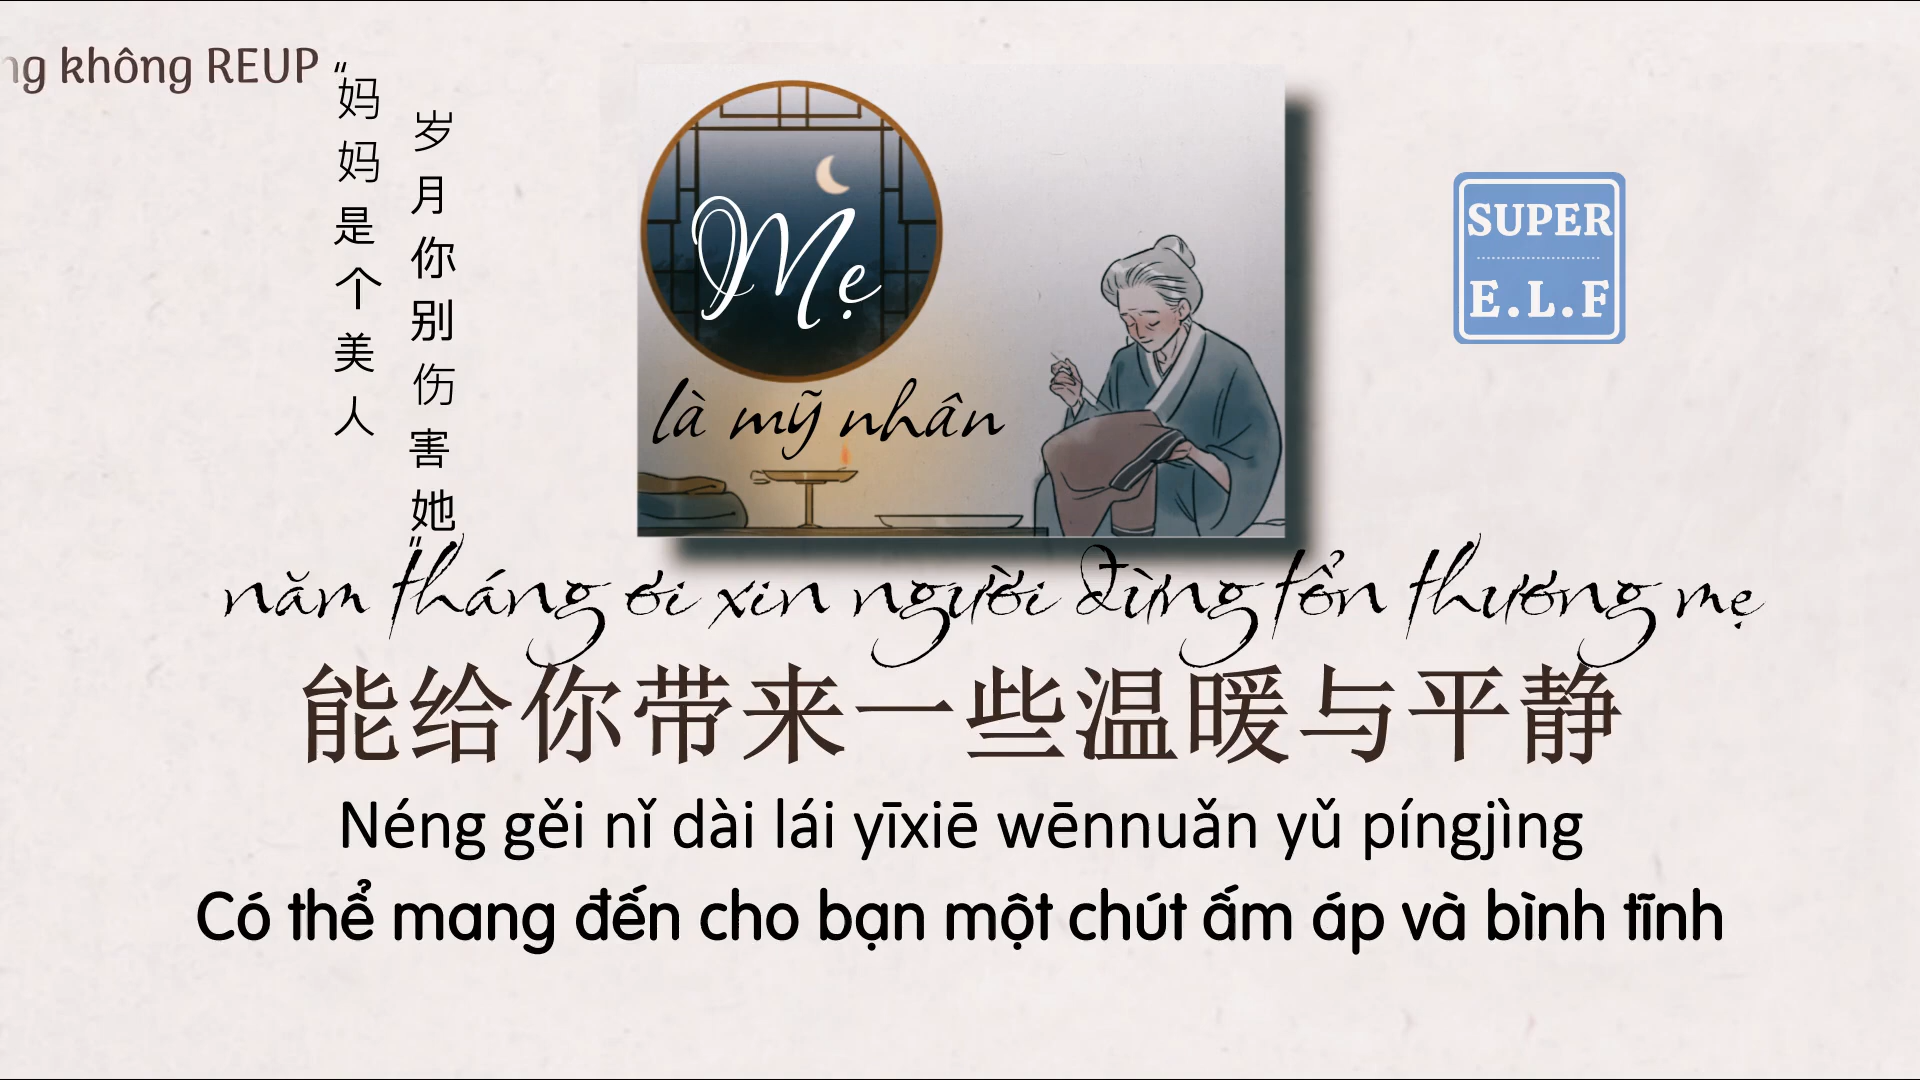 ng không REUP
“妈妈是个美人
岁月你别伤害她”
Mẹ
là mỹ nhân
SUPER
E.L.F
năm tháng ơi xin người đừng tổn thương mẹ
能给你带来一些温暖与平静
Néng gěi nǐ dài lái yīxiē wēnnuǎn yǔ píngjìng
Có thể mang đến cho bạn một chút ấm áp và bình tĩnh